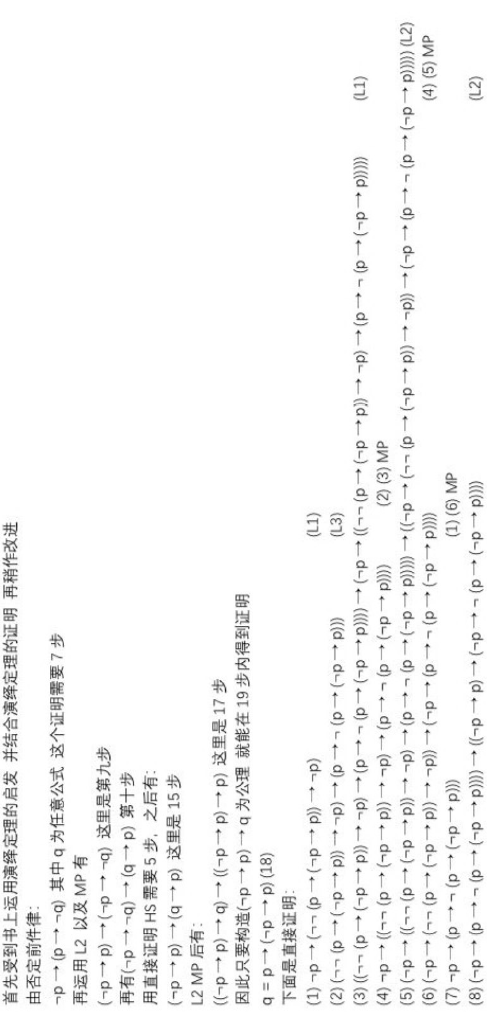 首先受到书上运用演绎定理的启发 并结合演绎定理的证明 再稍作改进
由否定前件律:
¬p → (p → ¬q) 其中 q 为任意公式 这个证明需要 7 步
再运用 L2 以及 MP 有
(¬p → p) → (¬p → ¬q) 这里是第九步
再有(¬p → ¬q) → (q → p) 第十步
用直接证明 HS 需要 5 步, 之后有:
(¬p → p) → (q → p) 这里是 15 步
L2 MP 后有:
((¬p → p) → q) → ((¬p → p) → p) 这里是 17 步
因此只要构造(¬p → p) → q 为公理 就能在 19 步内得到证明
q = p → (¬p → p) (18)
下面是直接证明:
(1) ¬p → (¬¬ (p → (¬p → p)) → ¬p) (L1)
(2) (¬¬ (p → (¬p → p)) → ¬p) → (p → ¬ (p → (¬p → p))) (L3)
(3) ((¬¬ (p → (¬p → p))) → ¬p) → (p → ¬ (p → (¬p → p)))) → (¬p → ((¬¬ (p → (¬p → p)) → ¬p) → (p → ¬ (p → (¬p → p))))) (L1)
(4) ¬p → ((¬¬ (p → (¬p → p))) → ¬p) → (p → ¬ (p → (¬p → p)))) (2) (3) MP
(5) (¬p → ((¬¬ (p → (¬p → p)) → ¬p) → (p → ¬ (p → (¬p → p))))) → ((¬p → (¬¬ (p → (¬p → p)) → ¬p)) → (¬p → (p → ¬ (p → (¬p → p))))) (L2)
(6) (¬p → (¬¬ (p → (¬p → p)) → ¬p)) → (¬p → (p → ¬ (p → (¬p → p)))) (4) (5) MP
(7) ¬p → (p → ¬ (p → (¬p → p))) (1) (6) MP
(8) (¬p → (p → ¬ (p → (¬p → p)))) → ((¬p → p) → (¬p → ¬ (p → (¬p → p)))) (L2)